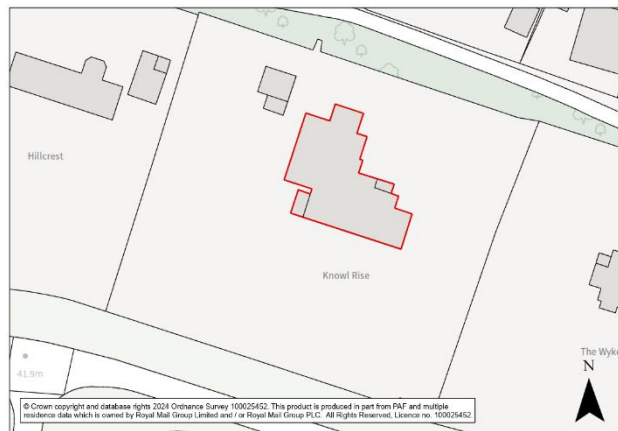 Hillcrest
Knowl Rise
The Wyke
N
41.9m
© Crown copyright and database rights 2024 Ordnance Survey 100025452. This product is produced in part from PAF and multiple
residence data which is owned by Royal Mail Group Limited and / or Royal Mail Group PLC. All Rights Reserved, Licence no. 100025452.